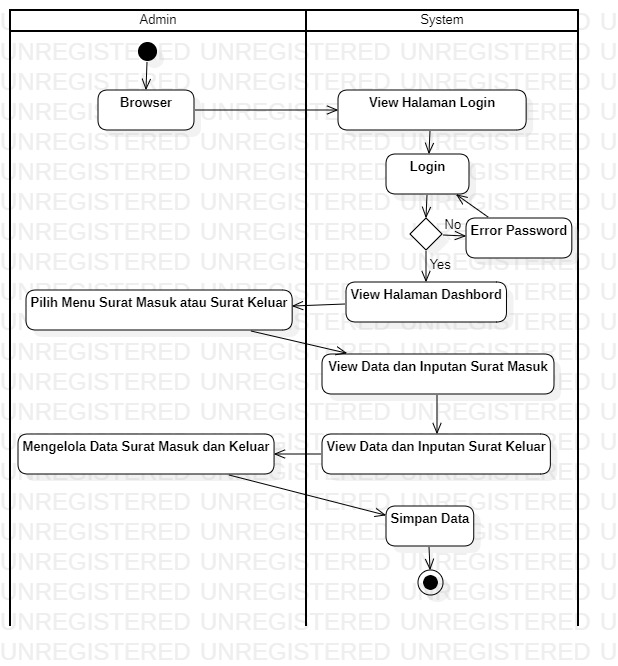 Admin
System
Browser
View Halaman Login
Login
No
Error Password
Yes
View Halaman Dashbord
Pilih Menu Surat Masuk atau Surat Keluar
View Data dan Inputan Surat Masuk
Mengelola Data Surat Masuk dan Keluar
View Data dan Inputan Surat Keluar
Simpan Data
UNREGISTERED